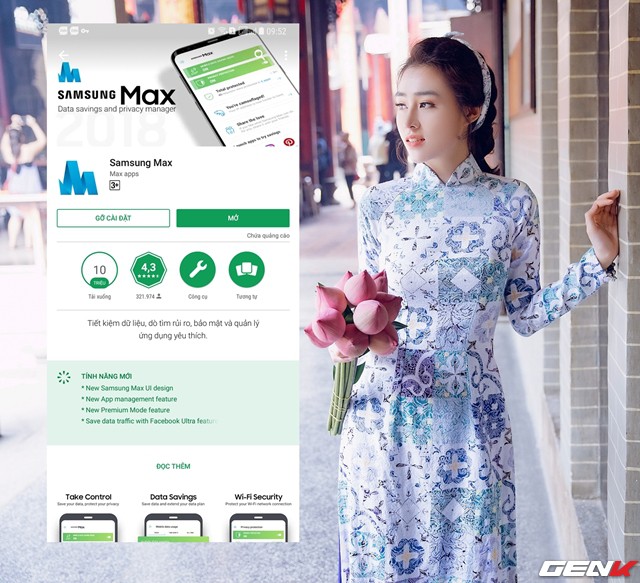 09:52
SAMSUNG Max
Data savings and privacy manager
2018
SAMSUNG Max
Total protected
You're camouflaged!
Share the love
Samsung Max
Max apps
3+
GỠ CÀI ĐẶT
MỞ
Chứa quảng cáo
10
TRIỆU
4,3
Tải xuống
321.974
Công cụ
Tương tự
Tiết kiệm dữ liệu, dò tìm rủi ro, bảo mật và quản lý
ứng dụng yêu thích.
TÍNH NĂNG MỚI
* New Samsung Max UI design
* New App management feature
* New Premium Mode feature
* Save data traffic with Facebook Ultra feature
ĐỌC THÊM
Take Control
Save your data, protect your privacy
Data Savings
Save data and extend your data plan
Wi-Fi Security
Protect your Wi-Fi network connection
GENK